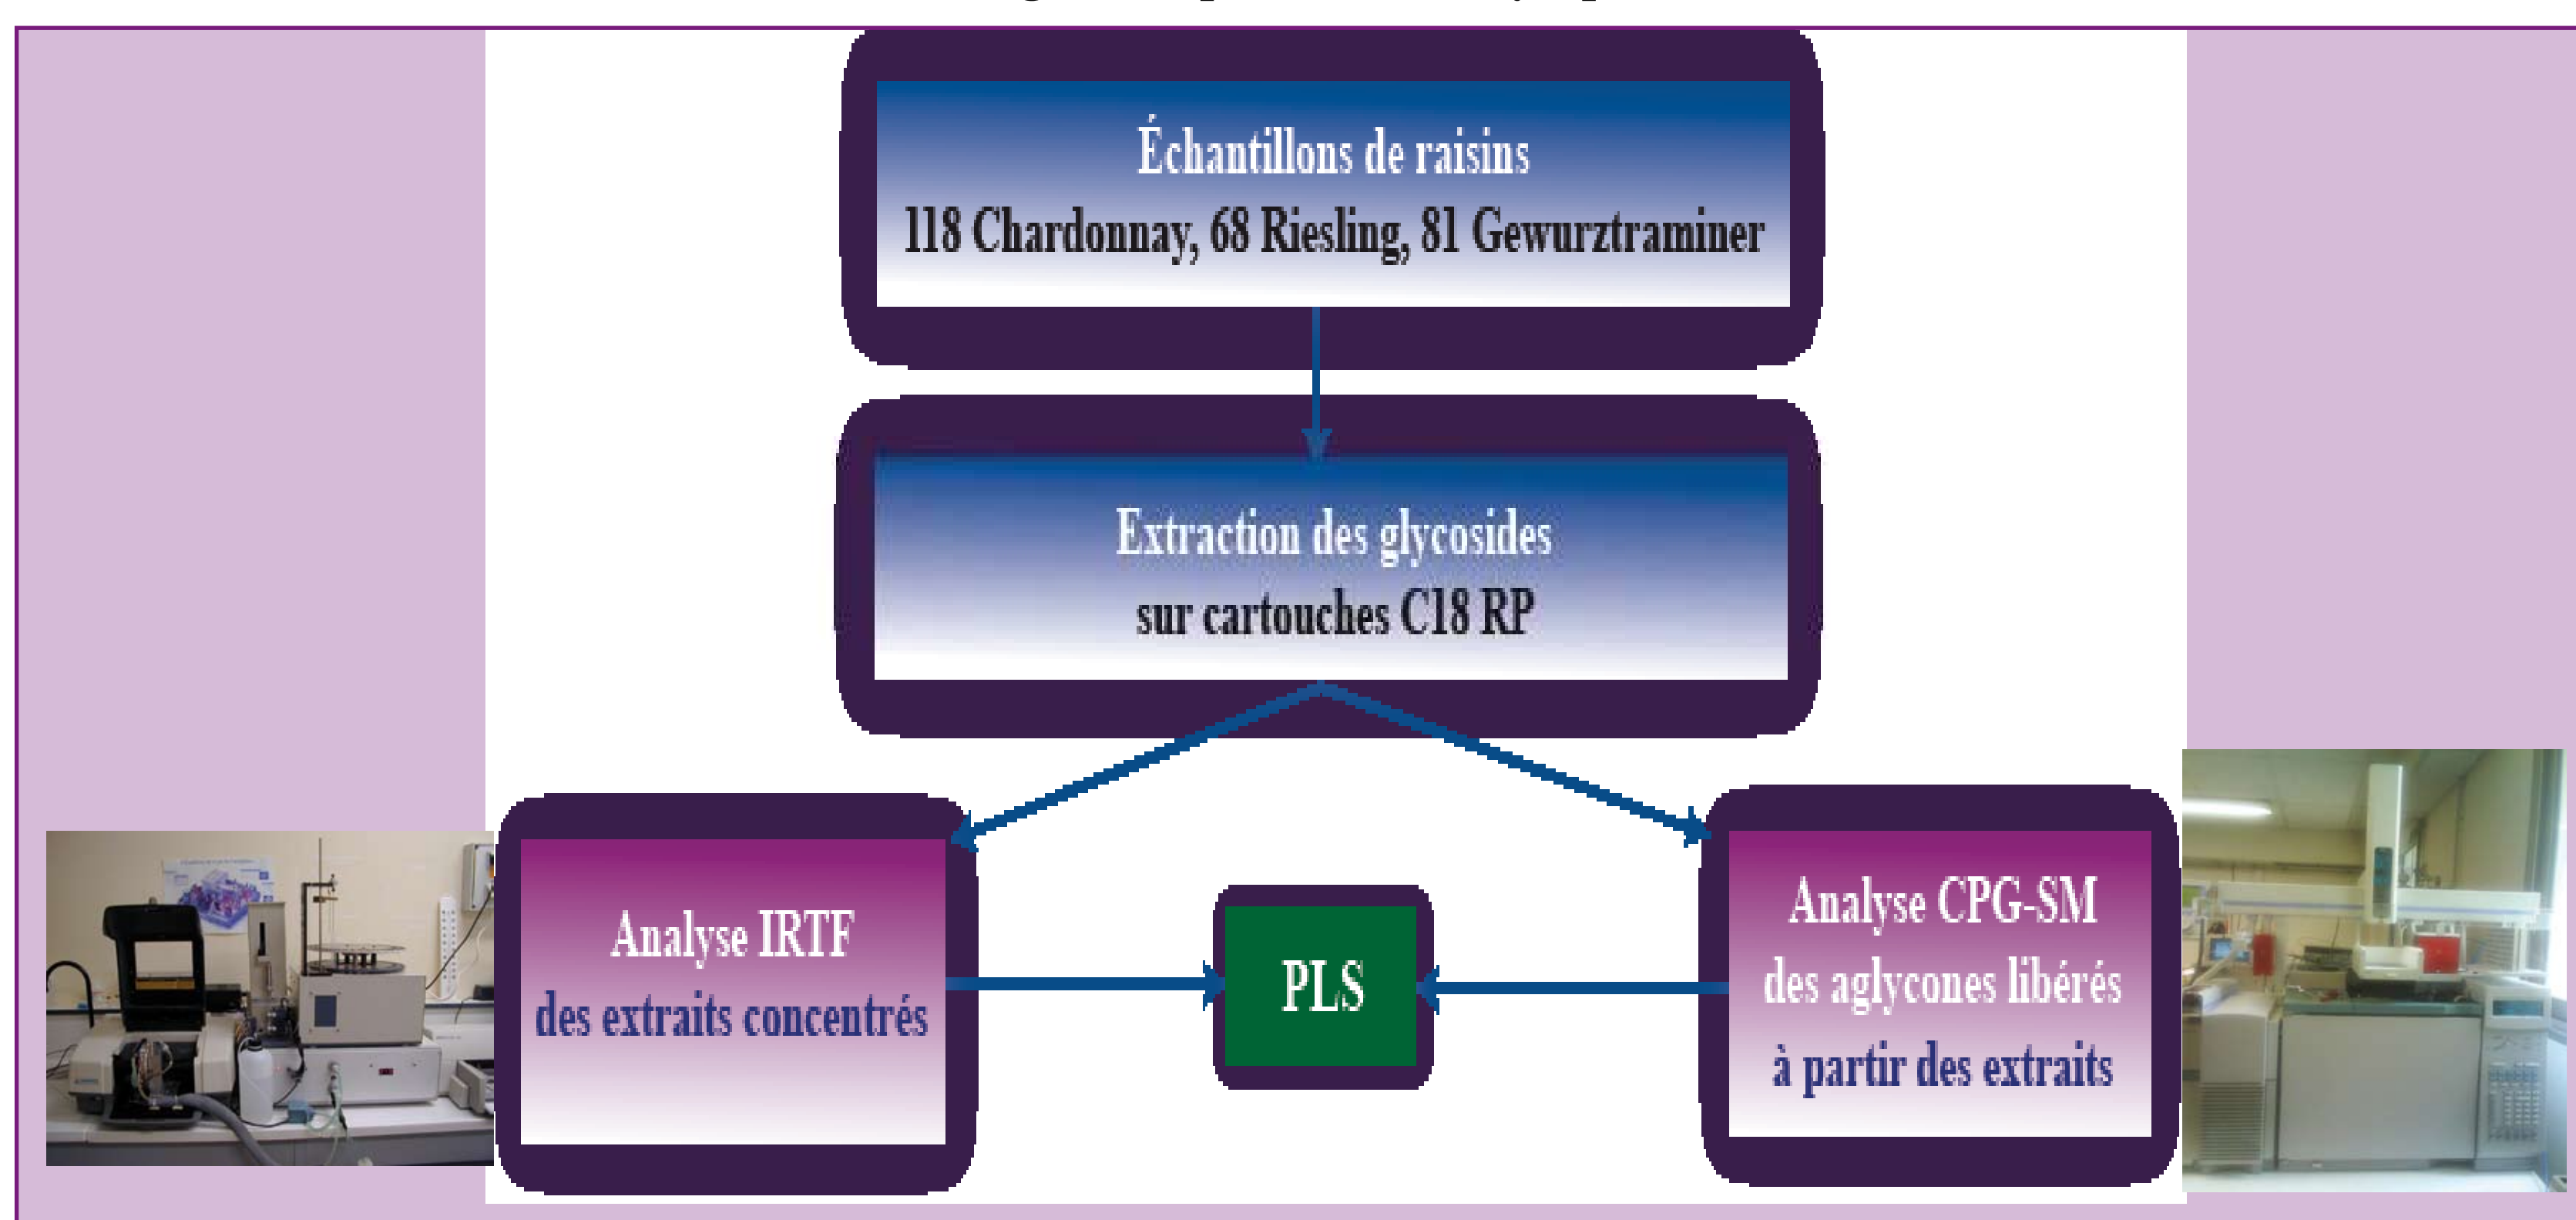 Échantillons de raisins
118 Chardonnay, 68 Riesling, 81 Gewurztraminer
Extraction des glycosides
sur cartouches C18 RP
Analyse IRTF
des extraits concentrés
PLS
Analyse CPG-SM
des aglycones libérés
à partir des extraits